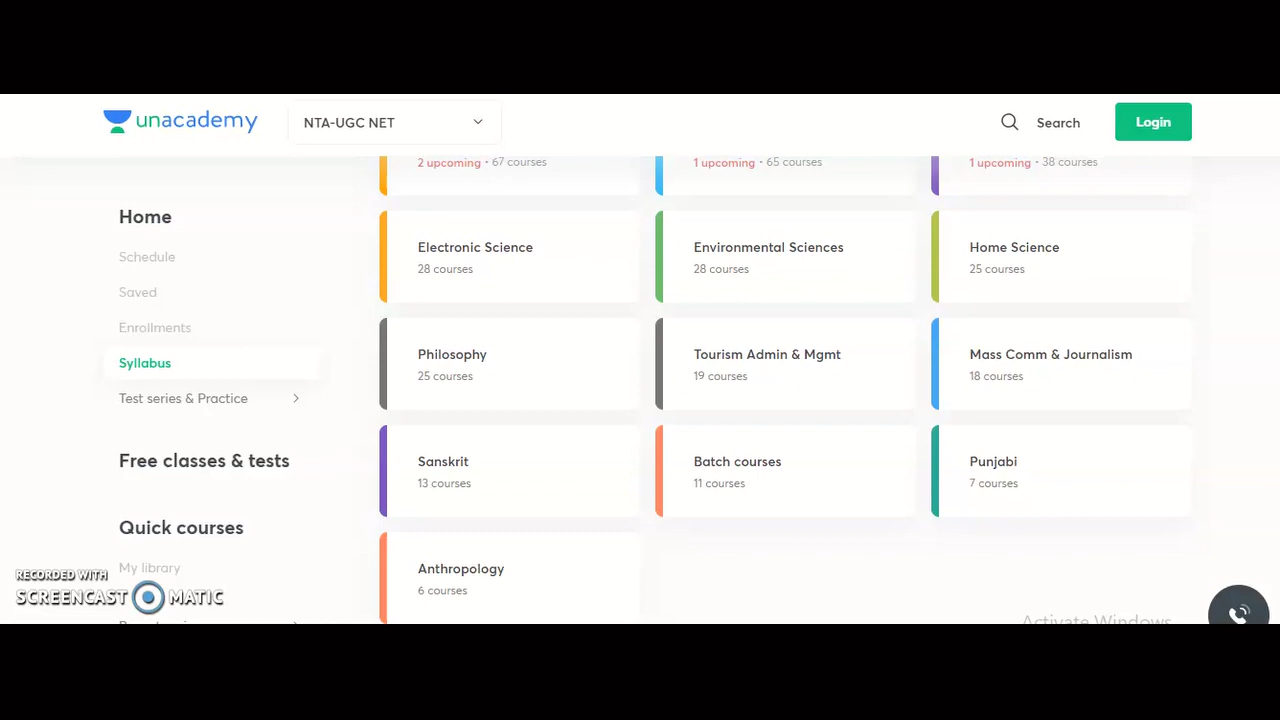 unacademy
NTA-UGC NET
Search
Login
2 upcoming • 67 courses
1 upcoming • 65 courses
1 upcoming • 38 courses
Home
Schedule
Saved
Enrollments
Syllabus
Test series & Practice
Free classes & tests
Quick courses
My library
Electronic Science
28 courses
Environmental Sciences
28 courses
Home Science
25 courses
Philosophy
25 courses
Tourism Admin & Mgmt
19 courses
Mass Comm & Journalism
18 courses
Sanskrit
13 courses
Batch courses
11 courses
Punjabi
7 courses
Anthropology
6 courses
RECORDED WITH
SCREENCAST MATIC
Activate Windows